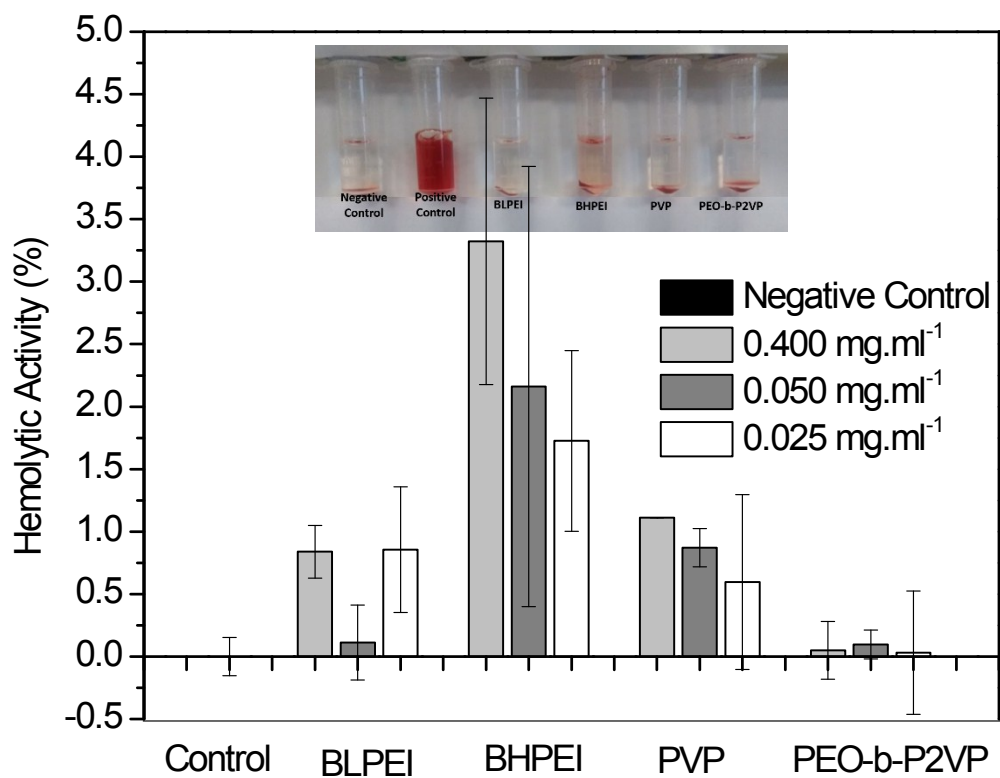 Hemolytic Activity (%)
5.0
4.5
4.0
3.5
3.0
2.5
2.0
1.5
1.0
0.5
0.0
-0.5
Negative
Control
Positive
Control
BLPEI
BHPEI
PVP
PEO-b-P2VP
Negative Control
0.400 mg.ml⁻¹
0.050 mg.ml⁻¹
0.025 mg.ml⁻¹
Control
BLPEI
BHPEI
PVP
PEO-b-P2VP